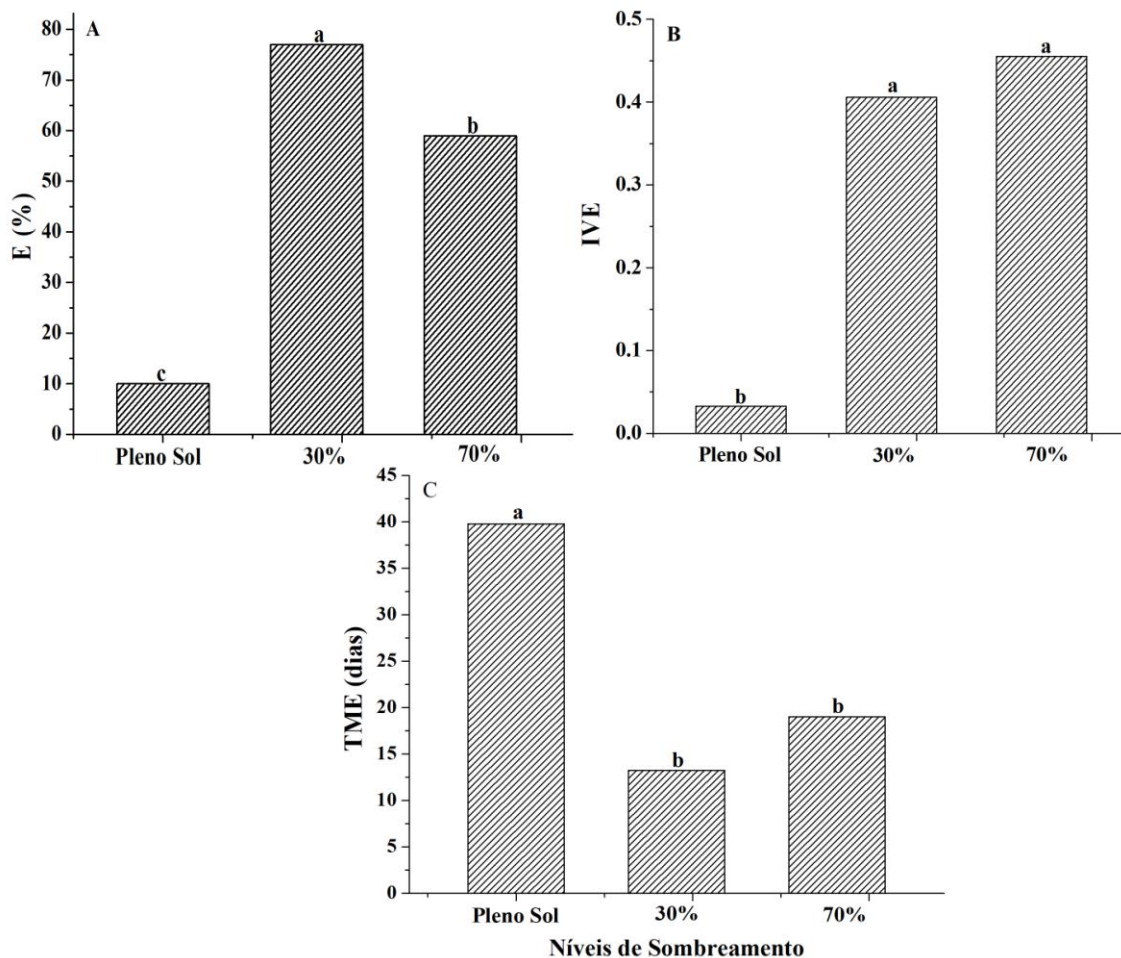 A
E (%)
80
70
60
50
40
30
20
10
0
a
b
c
Pleno Sol 30% 70%
B
IVE
0.5
0.4
0.3
0.2
0.1
0.0
a
a
b
Pleno Sol 30% 70%
C
TME (dias)
45
40
35
30
25
20
15
10
5
0
a
b
b
Pleno Sol 30% 70%
Níveis de Sombreamento